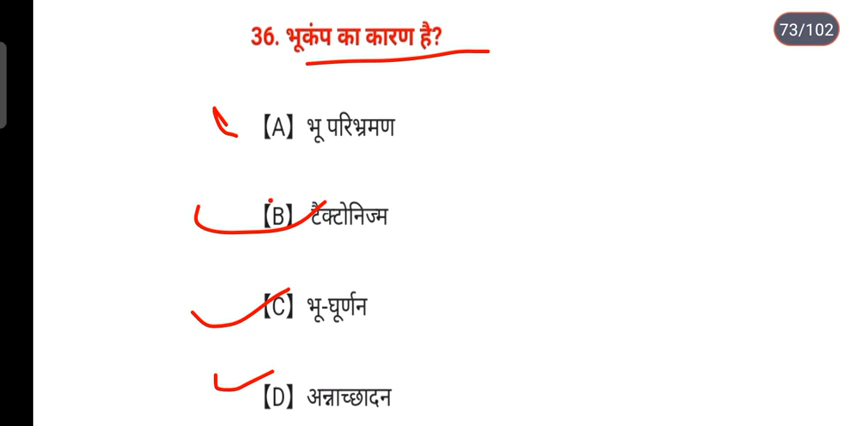 73/102
36. भूकंप का कारण है?
【A】 भू परिभ्रमण
【B】 टैक्टोनिज्म
【C】 भू-घूर्णन
【D】 अन्नाच्छादन